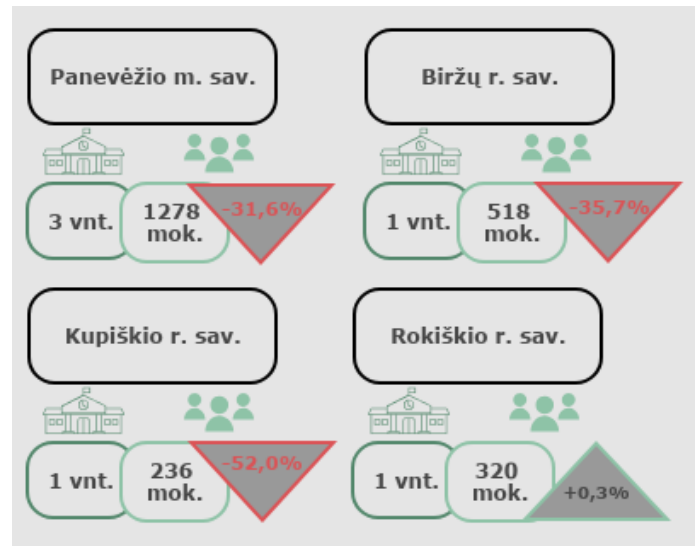 Panevėžio m. sav.
Biržų r. sav.
3 vnt.
1278
mok.
-31,6%
1 vnt.
518
mok.
-35,7%
Kupiškio r. sav.
Rokiškio r. sav.
1 vnt.
236
mok.
-52,0%
1 vnt.
320
mok.
+0,3%